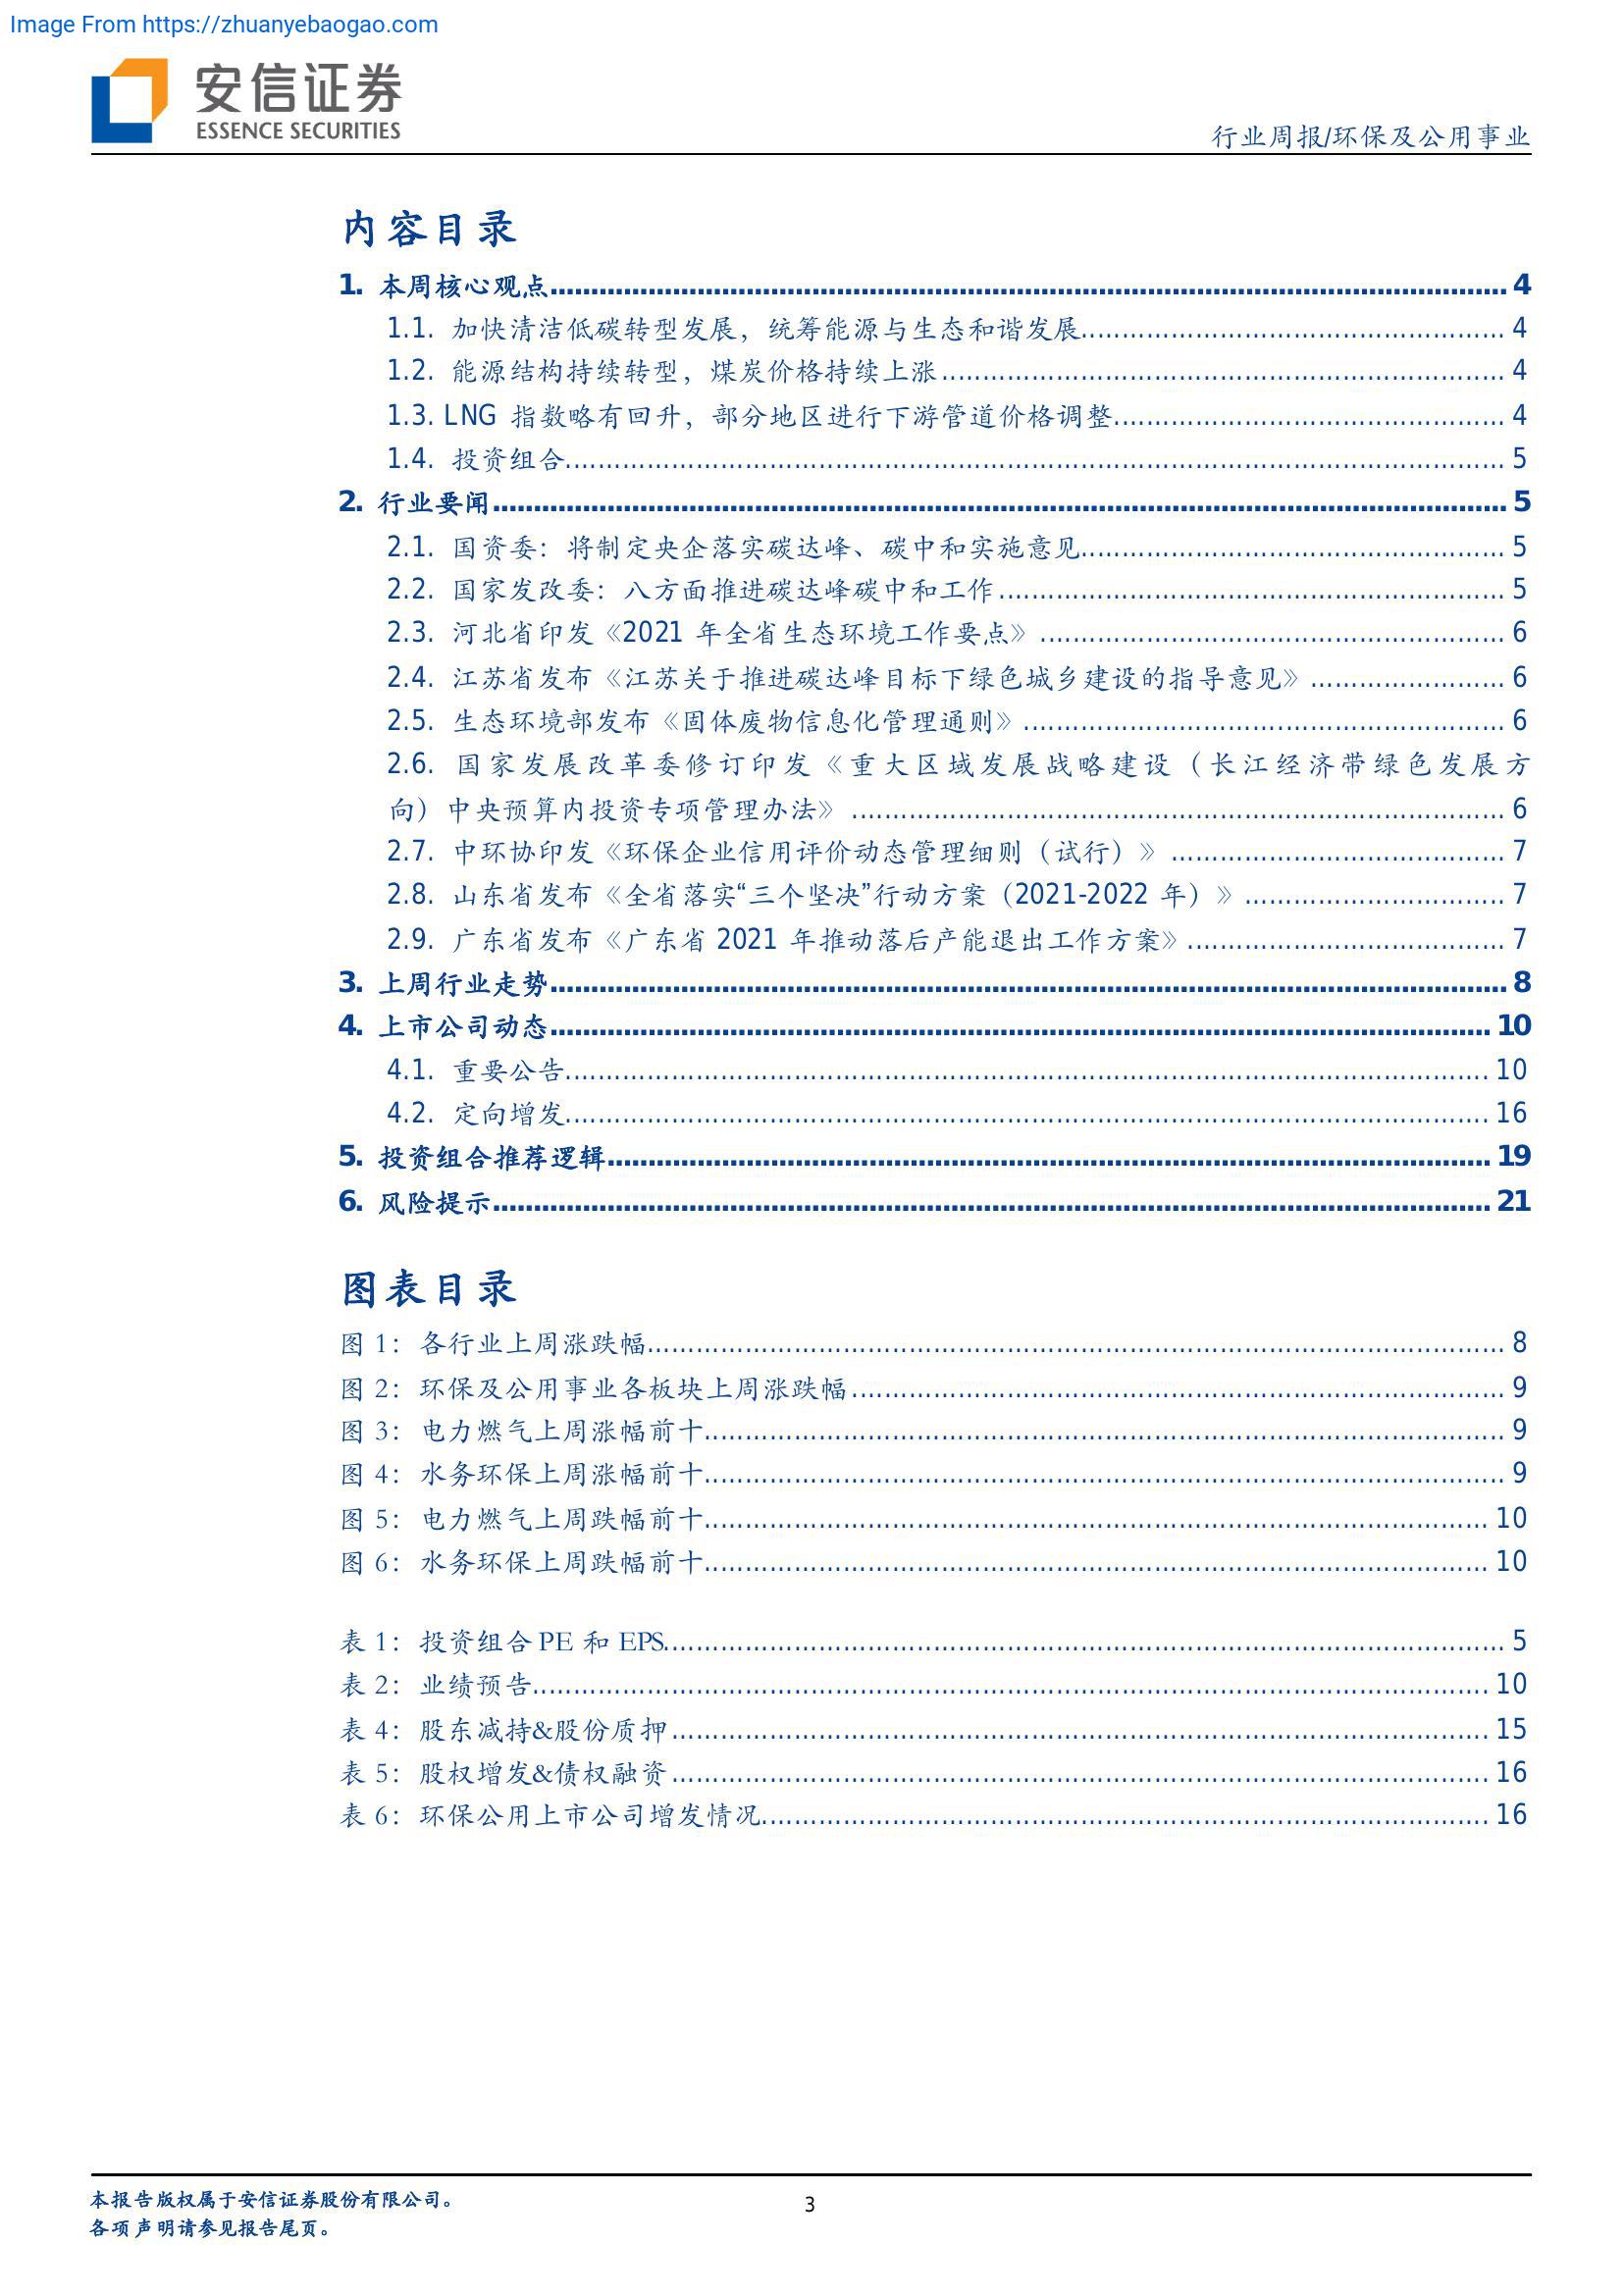 Image From https://zhuanyebaogao.com
安信证券
ESSENCE SECURITIES
行业周报/环保及公用事业
内容目录
1. 本周核心观点 4
1.1. 加快清洁低碳转型发展，统筹能源与生态和谐发展 4
1.2. 能源结构持续转型，煤炭价格持续上涨 4
1.3. LNG 指数略有回升，部分地区进行下游管道价格调整 4
1.4. 投资组合 5
2. 行业要闻 5
2.1. 国资委：将制定央企落实碳达峰、碳中和实施意见 5
2.2. 国家发改委：八方面推进碳达峰碳中和工作 5
2.3. 河北省印发《2021 年全省生态环境工作要点》 6
2.4. 江苏省发布《江苏关于推进碳达峰目标下绿色城乡建设的指导意见》 6
2.5. 生态环境部发布《固体废物信息化管理通则》 6
2.6. 国家发展改革委修订印发《重大区域发展战略建设（长江经济带绿色发展方
向）中央预算内投资专项管理办法》 6
2.7. 中环协印发《环保企业信用评价动态管理细则（试行）》 7
2.8. 山东省发布《全省落实“三个坚决”行动方案（2021-2022 年）》 7
2.9. 广东省发布《广东省 2021 年推动落后产能退出工作方案》 7
3. 上周行业走势 8
4. 上市公司动态 10
4.1. 重要公告 10
4.2. 定向增发 16
5. 投资组合推荐逻辑 19
6. 风险提示 21
图表目录
图 1：各行业上周涨跌幅 8
图 2：环保及公用事业各板块上周涨跌幅 9
图 3：电力燃气上周涨幅前十 9
图 4：水务环保上周涨幅前十 9
图 5：电力燃气上周跌幅前十 10
图 6：水务环保上周跌幅前十 10
表 1：投资组合 PE 和 EPS 5
表 2：业绩预告 10
表 4：股东减持&股份质押 15
表 5：股权增发&债权融资 16
表 6：环保公用上市公司增发情况 16
本报告版权属于安信证券股份有限公司。
各项声明请参见报告尾页。
3